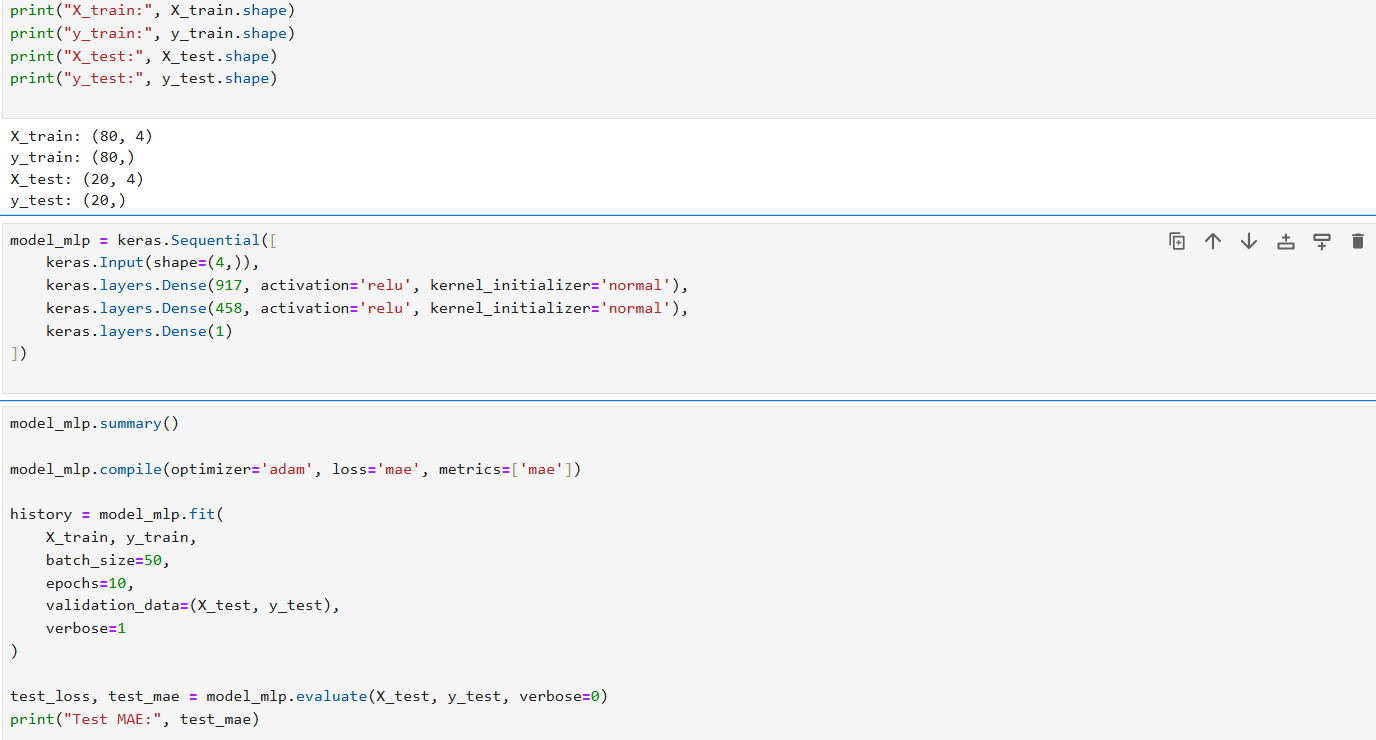 print("X_train:", X_train.shape)
print("y_train:", y_train.shape)
print("X_test:", X_test.shape)
print("y_test:", y_test.shape)
X_train: (80, 4)
y_train: (80,)
X_test: (20, 4)
y_test: (20,)
model_mlp = keras.Sequential([
    keras.Input(shape=(4,)),
    keras.layers.Dense(917, activation='relu', kernel_initializer='normal'),
    keras.layers.Dense(458, activation='relu', kernel_initializer='normal'),
    keras.layers.Dense(1)
])
model_mlp.summary()
model_mlp.compile(optimizer='adam', loss='mae', metrics=['mae'])
history = model_mlp.fit(
    X_train, y_train,
    batch_size=50,
    epochs=10,
    validation_data=(X_test, y_test),
    verbose=1
)
test_loss, test_mae = model_mlp.evaluate(X_test, y_test, verbose=0)
print("Test MAE:", test_mae)